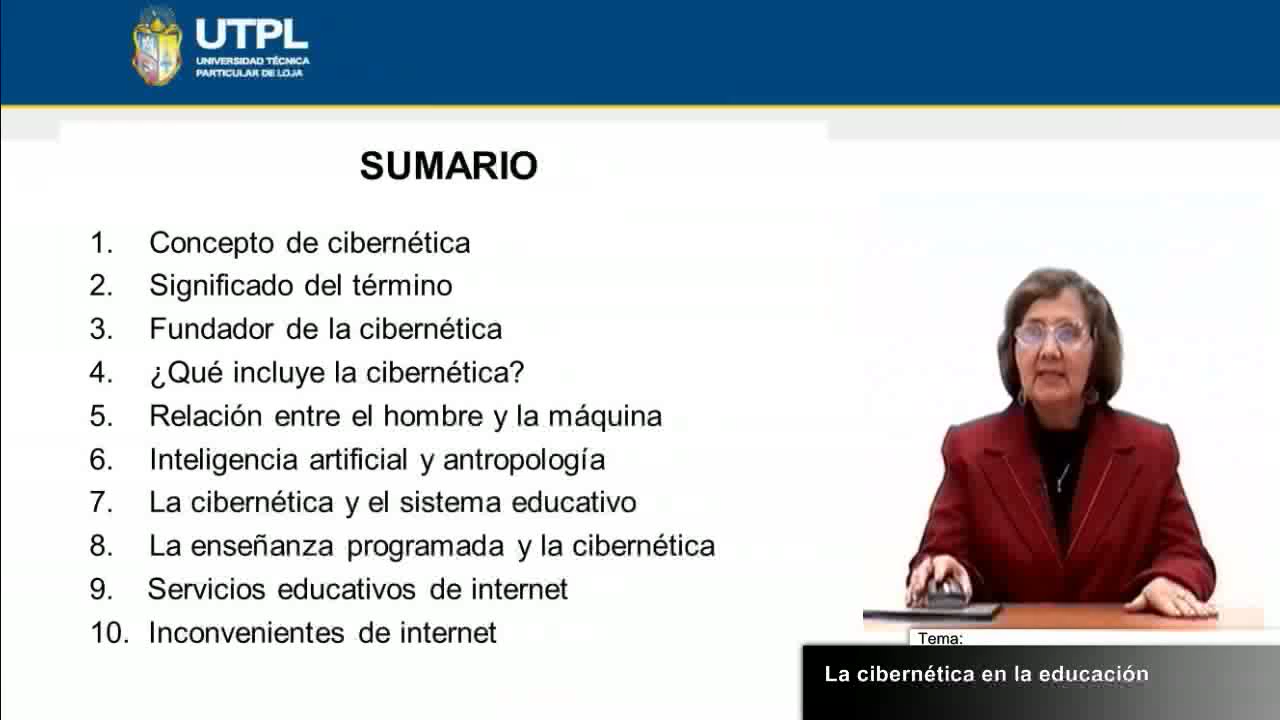 UTPL
UNIVERSIDAD TÉCNICA
PARTICULAR DE LOJA
SUMARIO
1. Concepto de cibernética
2. Significado del término
3. Fundador de la cibernética
4. ¿Qué incluye la cibernética?
5. Relación entre el hombre y la máquina
6. Inteligencia artificial y antropología
7. La cibernética y el sistema educativo
8. La enseñanza programada y la cibernética
9. Servicios educativos de internet
10. Inconvenientes de internet
Tema:
La cibernética en la educación